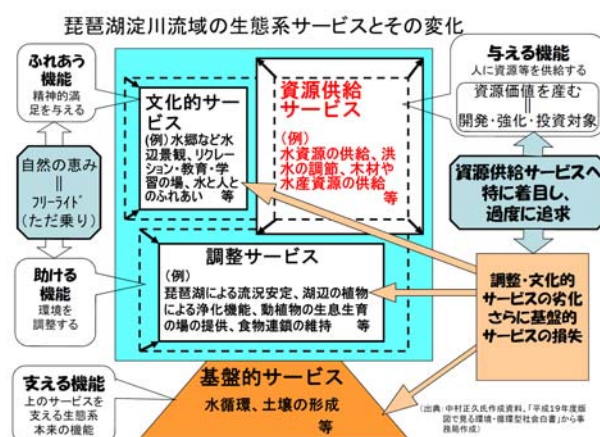 琵琶湖淀川流域の生態系サービスとその変化
ふれあう
機能
精神的満
足を与える
自然の恵み
＝
フリーライド
(ただ乗り)
助ける
機能
環境を
調整する
支える機能
上のサービスを
支える生態系
本来の機能
文化的サー
ビス
(例)水郷など水
辺景観、リクレー
ション・教育・学
習の場、水と人と
のふれあい 等
資源供給
サービス
(例)
水資源の供給、洪
水の調節、木材や
水産資源の供給
等
調整サービス
(例)
琵琶湖による流況安定、湖辺の植物
による浄化機能、動植物の生息生育
の場の提供、食物連鎖の維持 等
基盤的サービス
水循環、土壌の形成
等
与える機能
人に資源等を供給する
資源価値を産む
＝
開発・強化・投資対象
資源供給サービスへ
特に着目し、
過度に追求
調整・文化的
サービスの劣化
さらに基盤的
サービスの損失
(出典:中村正久氏作成資料、「平成19年度版
図で見る環境・循環型社会白書」から事
務局作成)